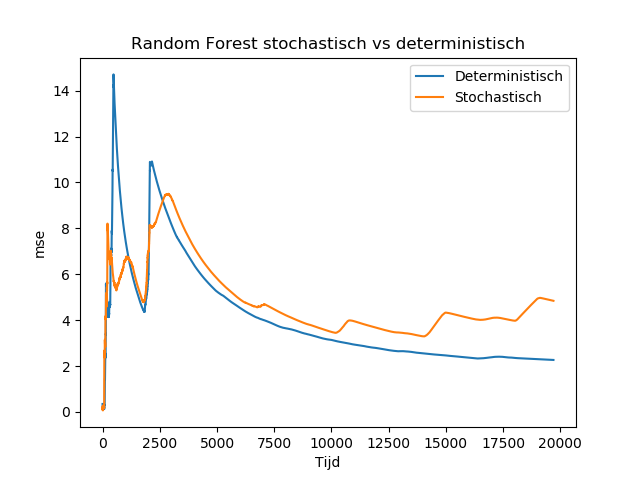 Random Forest stochastisch vs deterministisch
Deterministisch
Stochastisch
14
12
10
8
6
4
2
0
mse
0 2500 5000 7500 10000 12500 15000 17500 20000
Tijd